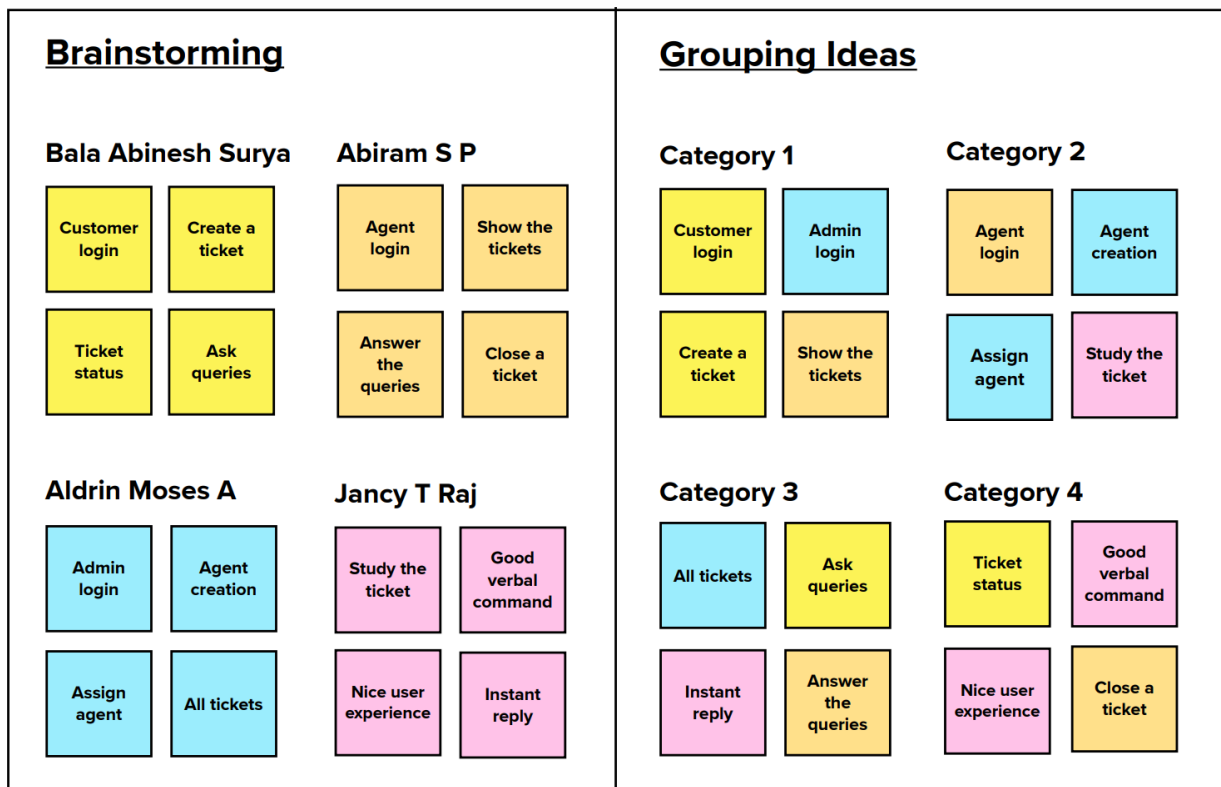 Brainstorming
Bala Abinesh Surya
Customer
login
Create a
ticket
Ticket
status
Ask
queries
Abiram S P
Agent
login
Show the
tickets
Answer
the
queries
Close a
ticket
Aldrin Moses A
Admin
login
Agent
creation
Assign
agent
All tickets
Jancy T Raj
Study the
ticket
Good
verbal
command
Nice user
experience
Instant
reply
Grouping Ideas
Category 1
Customer
login
Admin
login
Create a
ticket
Show the
tickets
Category 2
Agent
login
Agent
creation
Assign
agent
Study the
ticket
Category 3
All tickets
Ask
queries
Instant
reply
Answer
the
queries
Category 4
Ticket
status
Good
verbal
command
Nice user
experience
Close a
ticket